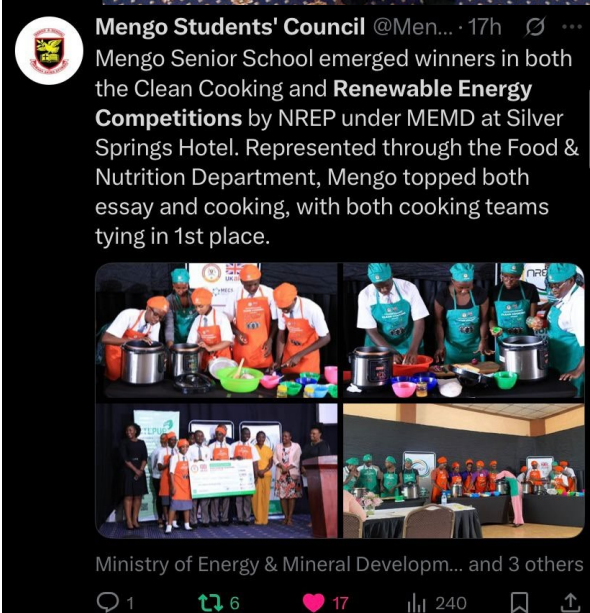 Mengo Students' Council @Men... · 17h
Mengo Senior School emerged winners in both
the Clean Cooking and Renewable Energy
Competitions by NREP under MEMD at Silver
Springs Hotel. Represented through the Food &
Nutrition Department, Mengo topped both
essay and cooking, with both cooking teams
tying in 1st place.
UK
MECS
NRE
Ministry of Energy & Mineral Developm... and 3 others
1
6
17
240